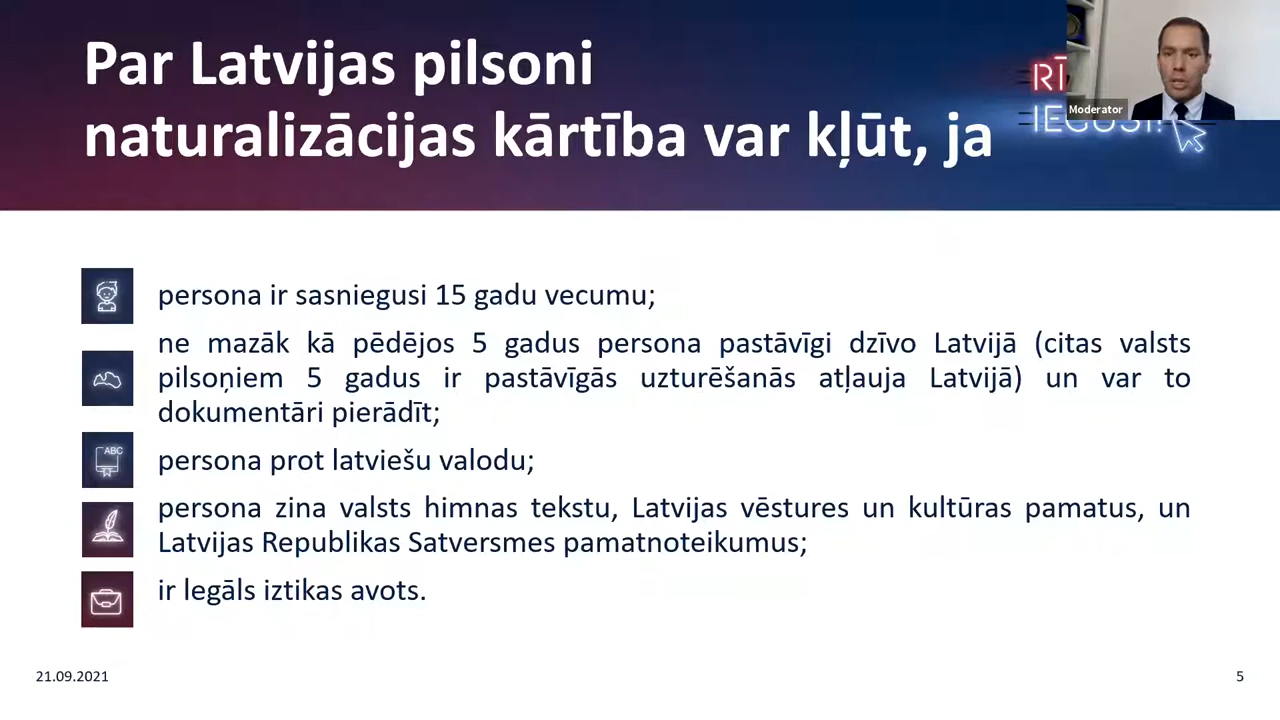 Par Latvijas pilsoni
naturalizācijas kārtība var kļūt, ja
Moderator
persona ir sasniegusi 15 gadu vecumu;
ne mazāk kā pēdējos 5 gadus persona pastāvīgi dzīvo Latvijā (citas valsts
pilsoņiem 5 gadus ir pastāvīgās uzturēšanās atļauja Latvijā) un var to
dokumentāri pierādīt;
ABC
persona prot latviešu valodu;
persona zina valsts himnas tekstu, Latvijas vēstures un kultūras pamatus, un
Latvijas Republikas Satversmes pamatnoteikumus;
ir legāls iztikas avots.
21.09.2021
5